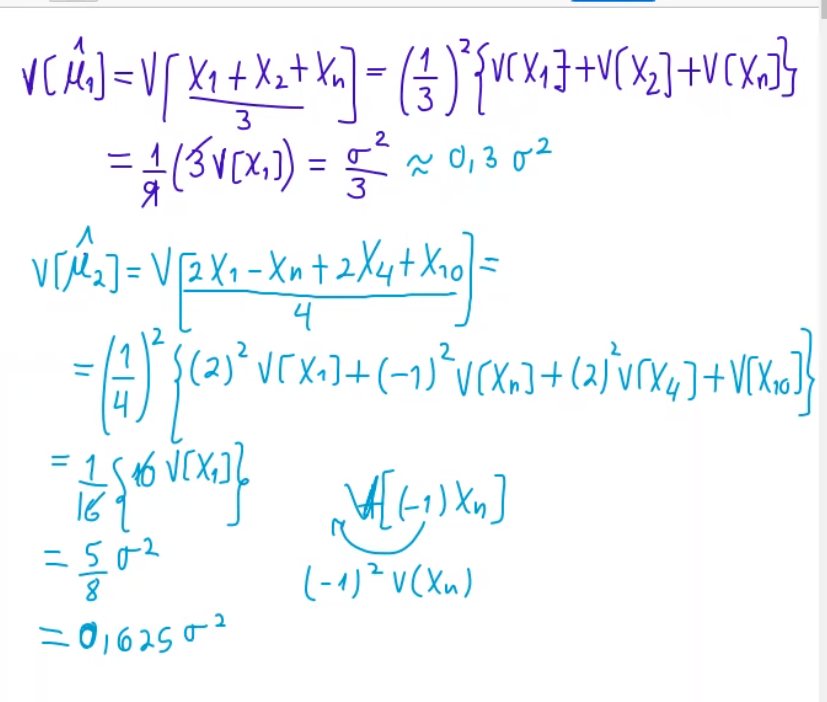 V[μ̂₁] = V[(X₁ + X₂ + Xₙ)/3] = (1/3)² {V[X₁] + V[X₂] + V[Xₙ]}
= 1/9 (3 V[X₁]) = σ²/3 ≈ 0,3 σ²
V[μ̂₂] = V[(2X₁ - Xₙ + 2X₄ + X₁₀)/4] =
= (1/4)² {(2)² V[X₁] + (-1)² V[Xₙ] + (2)² V[X₄] + V[X₁₀]}
= 1/16 {10 V[X₁]}
V[(-1) Xₙ]
= 5/8 σ²
(-1)² V(Xₙ)
= 0,625 σ²